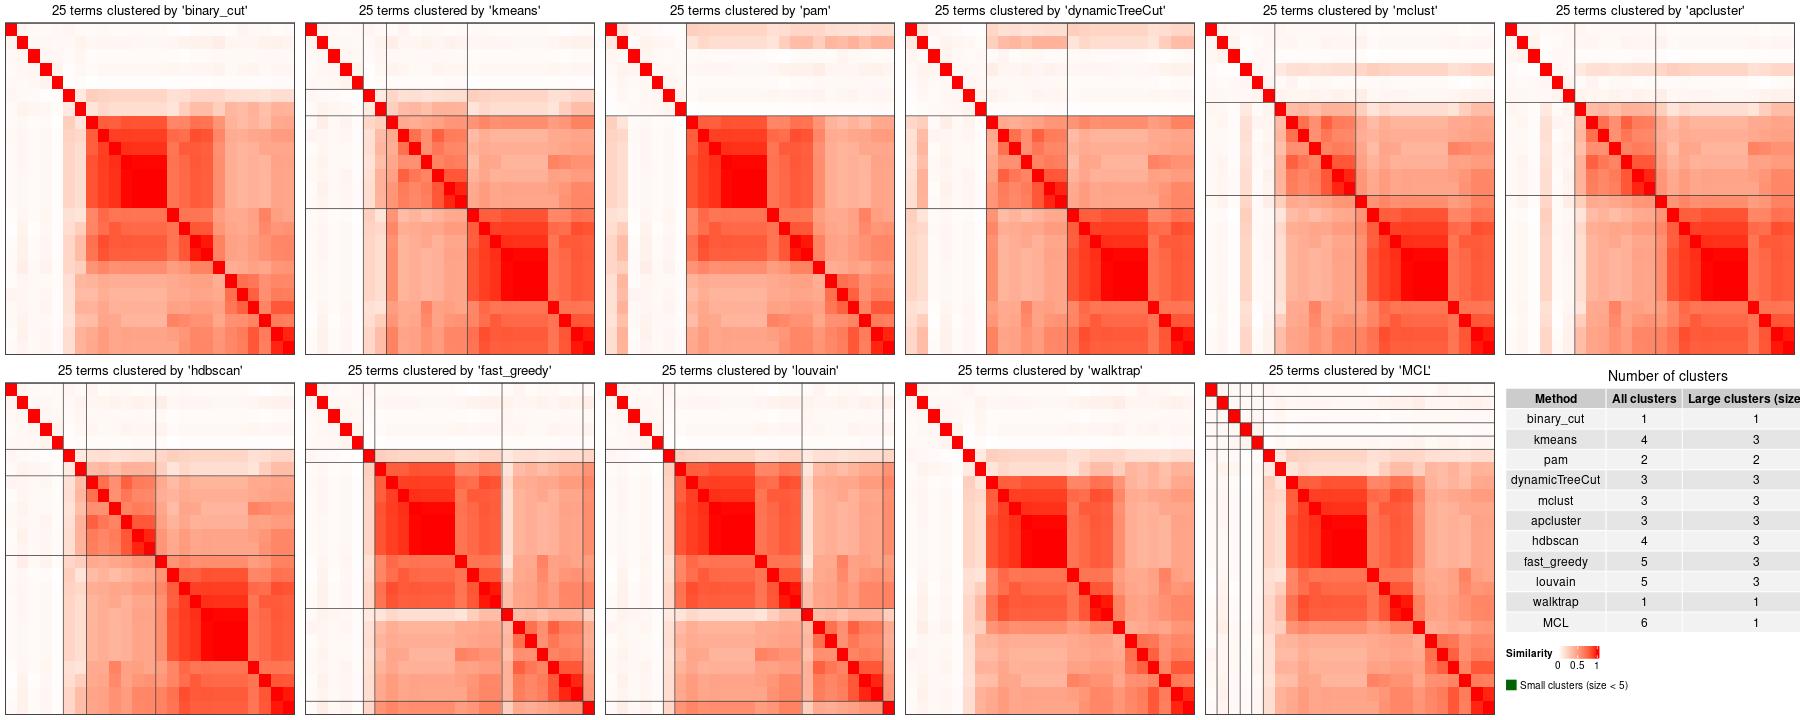 25 terms clustered by 'binary_cut'
25 terms clustered by 'kmeans'
25 terms clustered by 'pam'
25 terms clustered by 'dynamicTreeCut'
25 terms clustered by 'mclust'
25 terms clustered by 'apcluster'
25 terms clustered by 'hdbscan'
25 terms clustered by 'fast_greedy'
25 terms clustered by 'louvain'
25 terms clustered by 'walktrap'
25 terms clustered by 'MCL'
Number of clusters
Method All clusters Large clusters (size
binary_cut 1 1
kmeans 4 3
pam 2 2
dynamicTreeCut 3 3
mclust 3 3
apcluster 3 3
hdbscan 4 3
fast_greedy 5 3
louvain 5 3
walktrap 1 1
MCL 6 1
Similarity
0 0.5 1
Small clusters (size < 5)